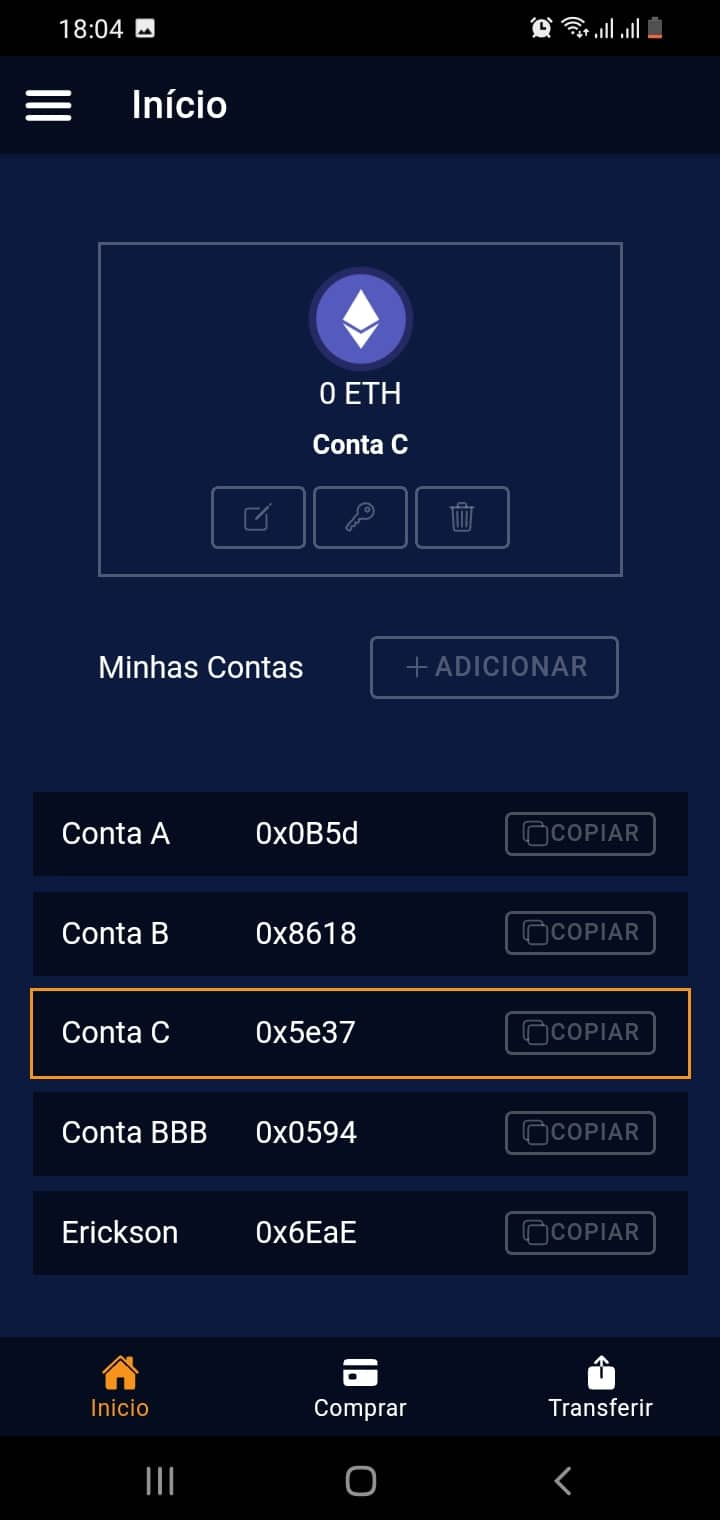 18:04
Início
0 ETH
Conta C
Minhas Contas
+ ADICIONAR
Conta A 0x0B5d COPIAR
Conta B 0x8618 COPIAR
Conta C 0x5e37 COPIAR
Conta BBB 0x0594 COPIAR
Erickson 0x6EaE COPIAR
Inicio Comprar Transferir